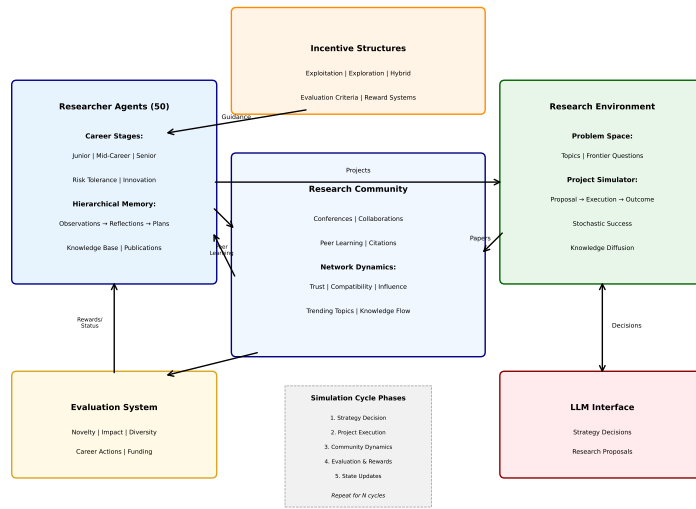 Incentive Structures
Exploitation | Exploration | Hybrid
Evaluation Criteria | Reward Systems
Guidance
Researcher Agents (50)
Career Stages:
Junior | Mid-Career | Senior
Risk Tolerance | Innovation
Hierarchical Memory:
Observations → Reflections → Plans
Knowledge Base | Publications
Projects
Research Community
Conferences | Collaborations
Peer Learning | Citations
Network Dynamics:
Trust | Compatibility | Influence
Trending Topics | Knowledge Flow
Peer
Learning
Papers
Research Environment
Problem Space:
Topics | Frontier Questions
Project Simulator:
Proposal → Execution → Outcome
Stochastic Success
Knowledge Diffusion
Rewards/
Status
Decisions
Evaluation System
Novelty | Impact | Diversity
Career Actions | Funding
Simulation Cycle Phases
1. Strategy Decision
2. Project Execution
3. Community Dynamics
4. Evaluation & Rewards
5. State Updates
Repeat for N cycles
LLM Interface
Strategy Decisions
Research Proposals